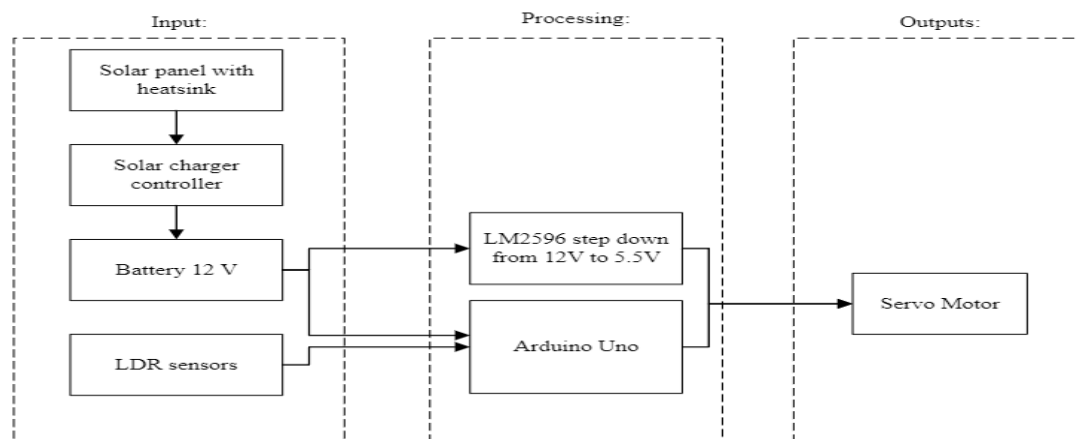 Input:
Processing:
Outputs:
Solar panel with
heatsink
Solar charger
controller
Battery 12 V
LDR sensors
LM2596 step down
from 12V to 5.5V
Arduino Uno
Servo Motor